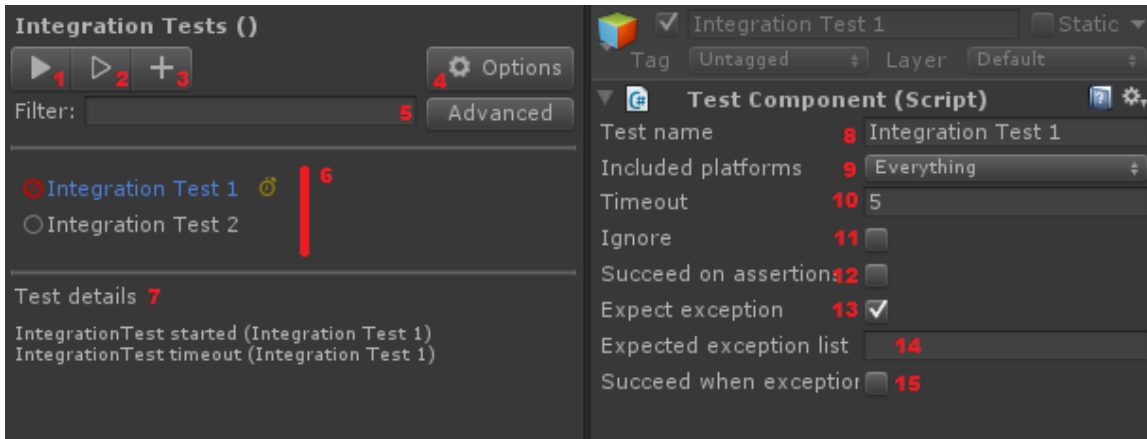 Integration Tests ()
1 2 3 4 Options
Filter: 5 Advanced
6
Integration Test 1
Integration Test 2
Test details 7
IntegrationTest started (Integration Test 1)
IntegrationTest timeout (Integration Test 1)
Integration Test 1 Static
Tag Untagged Layer Default
C# Test Component (Script) ?
Test name 8 Integration Test 1
Included platforms 9 Everything
Timeout 10 5
Ignore 11
Succeed on assertions 12
Expect exception 13
Expected exception list 14
Succeed when exception 15